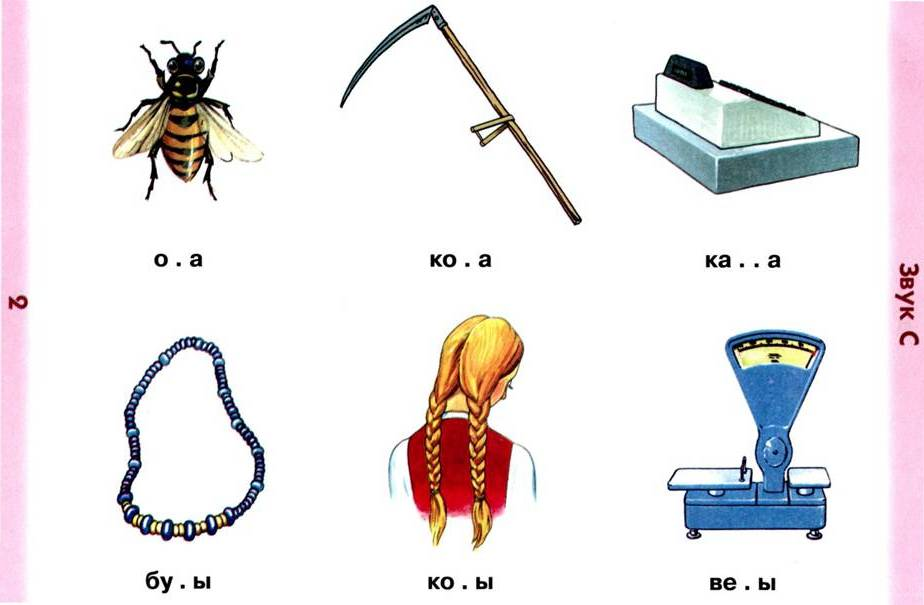 о . а
ко . а
ка . . а
бу . ы
ко . ы
ве . ы
Звук С
2